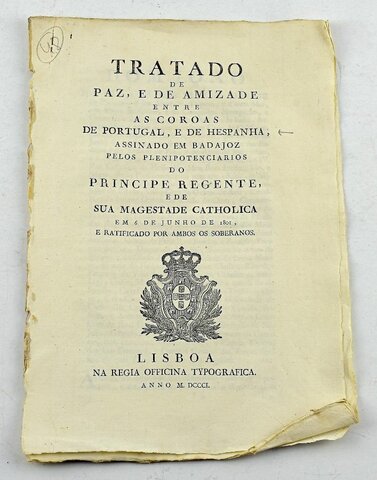 TRATADO
DE
PAZ, E DE AMIZADE
ENTRE
AS COROAS
DE PORTUGAL, E DE HESPANHA,
ASSINADO EM BADAJOZ
PELOS PLENIPOTENCIARIOS
DO
PRINCIPE REGENTE,
E DE
SUA MAGESTADE CATHOLICA
EM 6 DE JUNHO DE 1801,
E RATIFICADO POR AMBOS OS SOBERANOS.
LISBOA
NA REGIA OFFICINA TYPOGRAFICA.
ANNO M. DCCCI.